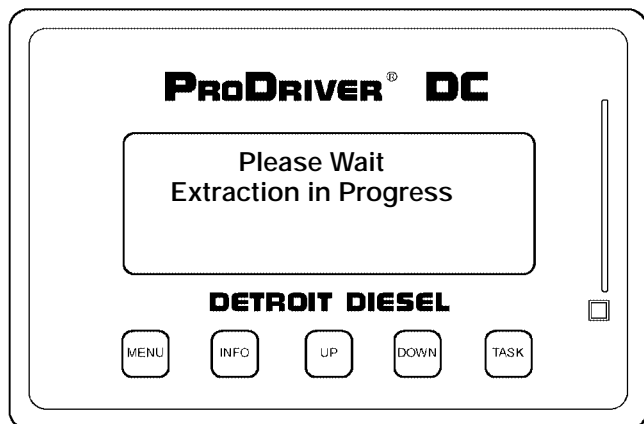 PRODRIVER® DC
Please Wait
Extraction in Progress
DETROIT DIESEL
MENU INFO UP DOWN TASK